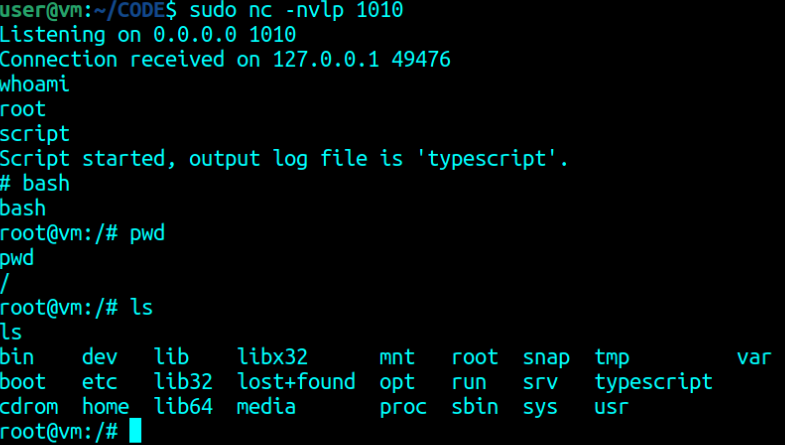 user@vm:~/CODE$ sudo nc -nvlp 1010
Listening on 0.0.0.0 1010
Connection received on 127.0.0.1 49476
whoami
root
script
Script started, output log file is 'typescript'.
# bash
bash
root@vm:/# pwd
pwd
/
root@vm:/# ls
ls
bin dev lib libx32 mnt root snap tmp var
boot etc lib32 lost+found opt run srv typescript
cdrom home lib64 media proc sbin sys usr
root@vm:/#